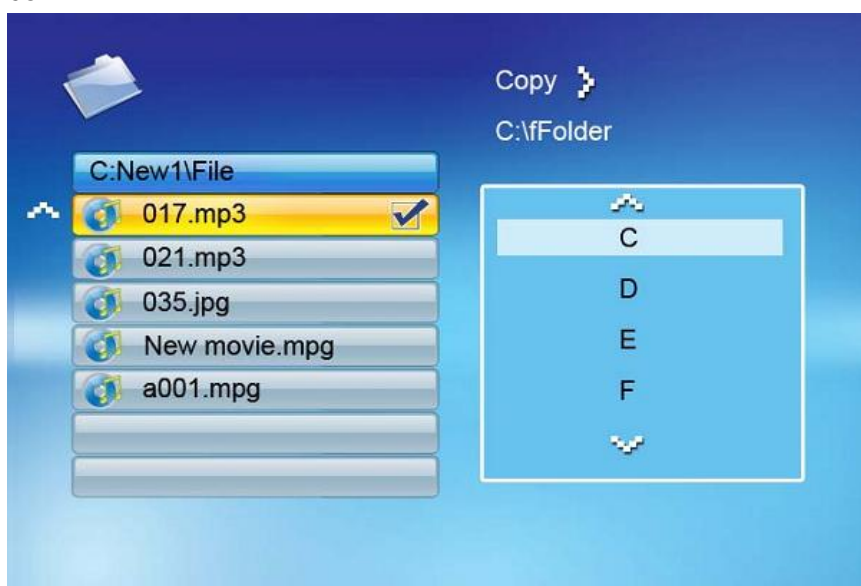 Copy
C:\fFolder
C:New1\File
017.mp3
021.mp3
035.jpg
New movie.mpg
a001.mpg
C
D
E
F